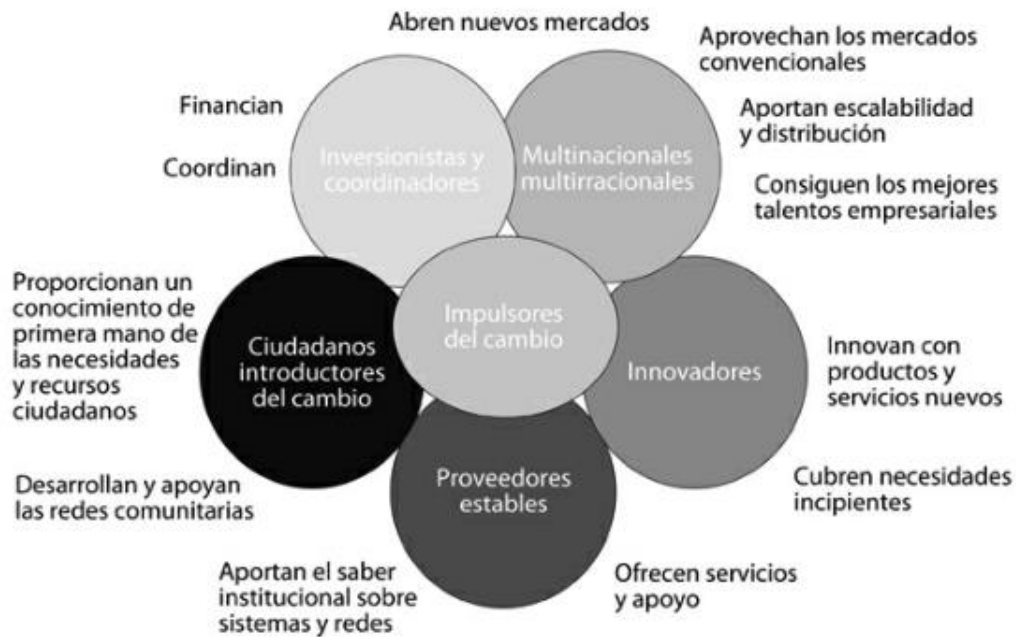 Abren nuevos mercados
Aprovechan los mercados
convencionales
Financian
Aportan escalabilidad
y distribución
Coordinan
Inversionistas y
coordinadores
Multinacionales
multirracionales
Consiguen los mejores
talentos empresariales
Proporcionan un
conocimiento de
primera mano de
las necesidades
y recursos
ciudadanos
Impulsores
del cambio
Ciudadanos
introductores
del cambio
Innovadores
Innovan con
productos y
servicios nuevos
Desarrollan y apoyan
las redes comunitarias
Proveedores
estables
Cubren necesidades
incipientes
Aportan el saber
institucional sobre
sistemas y redes
Ofrecen servicios
y apoyo